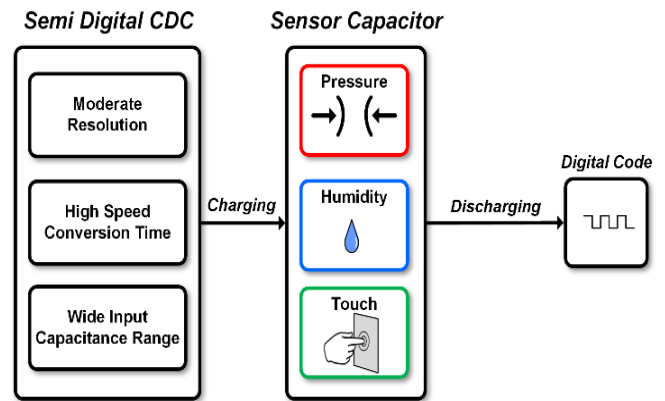 Semi Digital CDC
Moderate
Resolution
High Speed
Conversion Time
Wide Input
Capacitance Range
Charging
Sensor Capacitor
Pressure
Humidity
Touch
Discharging
Digital Code